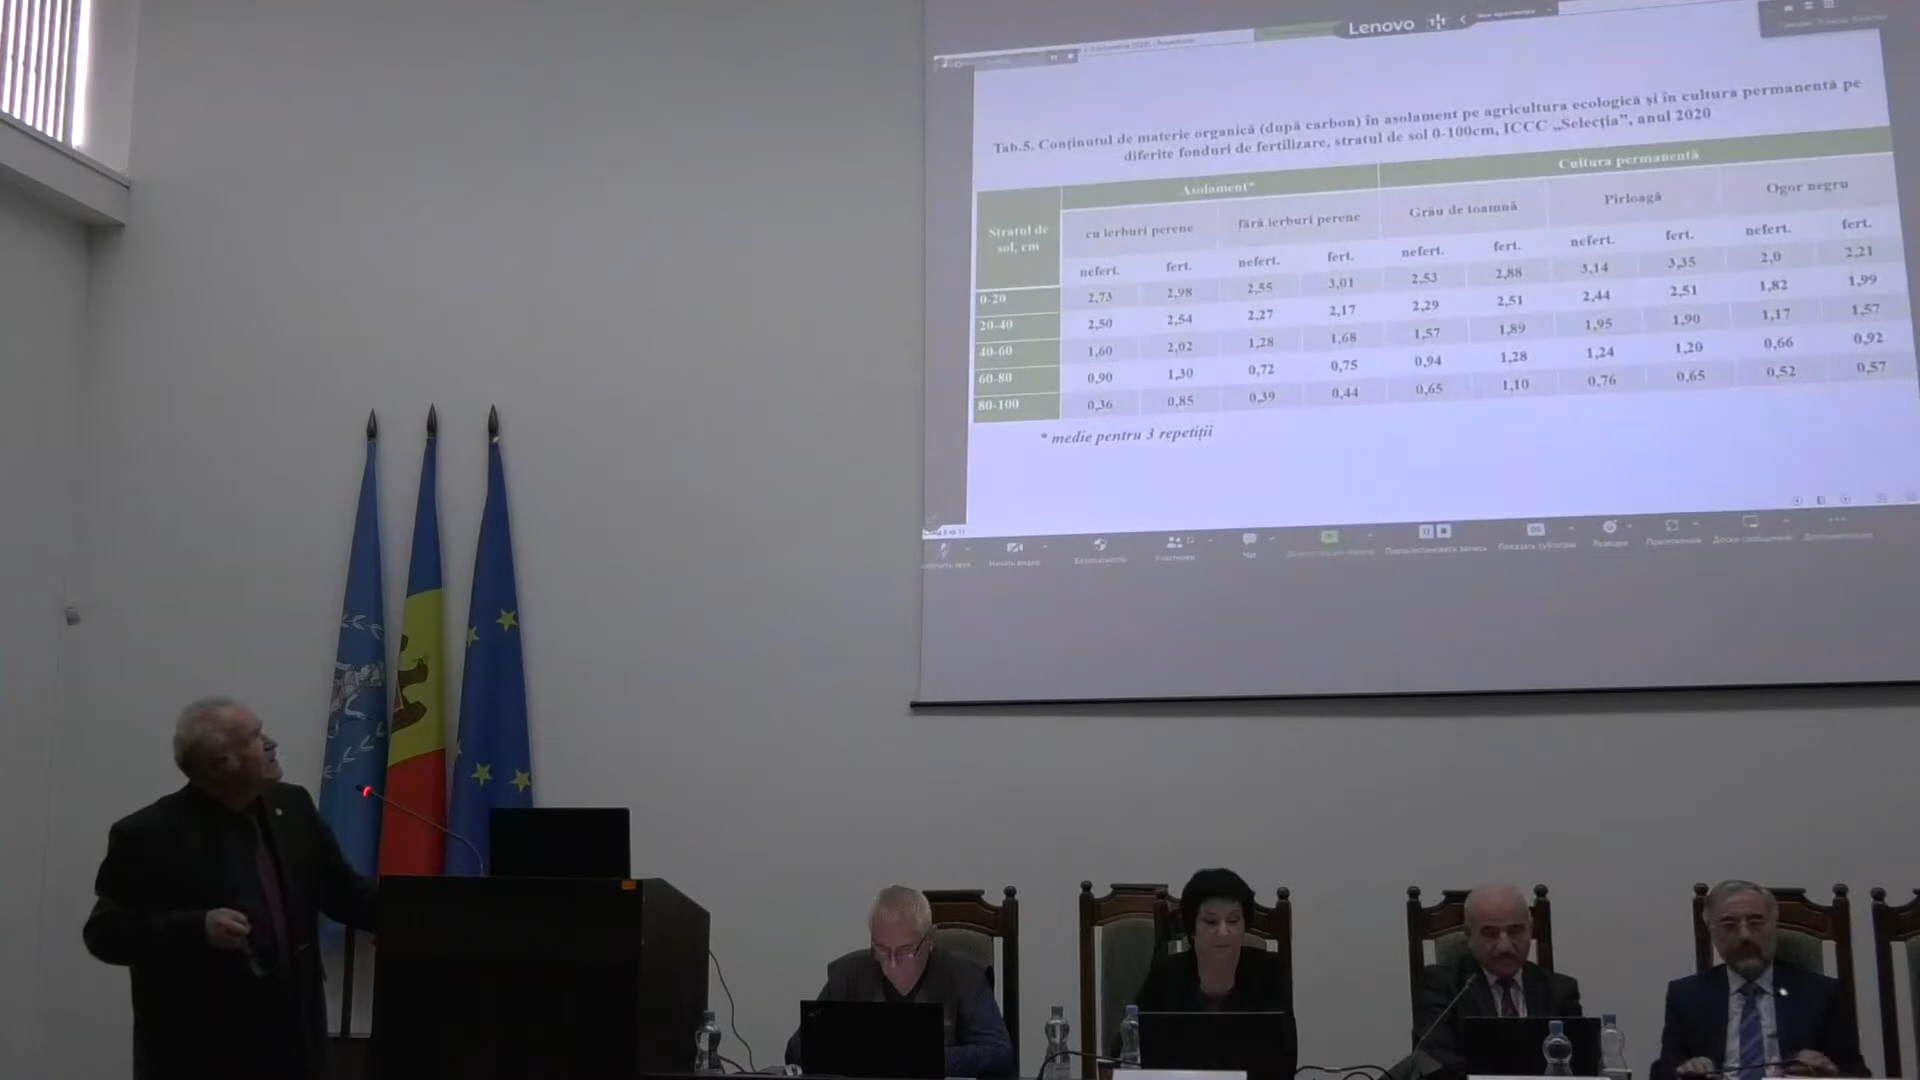 Lenovo
Tab.5. Conținutul de materie organică (după carbon) în asolament pe agricultura ecologică și în cultura permanentă pe
diferite fonduri de fertilizare, stratul de sol 0-100cm, ICCC „Selecția”, anul 2020
Stratul de sol, cm Asolament* Cultura permanentă
cu ierburi perene fără ierburi perene Grâu de toamnă Pîrloagă Ogor negru
nefert. fert. nefert. fert. nefert. fert. nefert. fert. nefert. fert.
0-20 2,73 2,98 2,55 3,01 2,53 2,88 3,14 3,35 2,0 2,21
20-40 2,50 2,54 2,27 2,17 2,29 2,51 2,44 2,51 1,82 1,99
40-60 1,60 2,02 1,28 1,68 1,57 1,89 1,95 1,90 1,17 1,57
60-80 0,90 1,30 0,72 0,75 0,94 1,28 1,24 1,20 0,66 0,92
80-100 0,36 0,85 0,39 0,44 0,65 1,10 0,76 0,65 0,52 0,57
* medie pentru 3 repetiții
Безопасность Участники Чат Показать субтитры Реакции Приложения